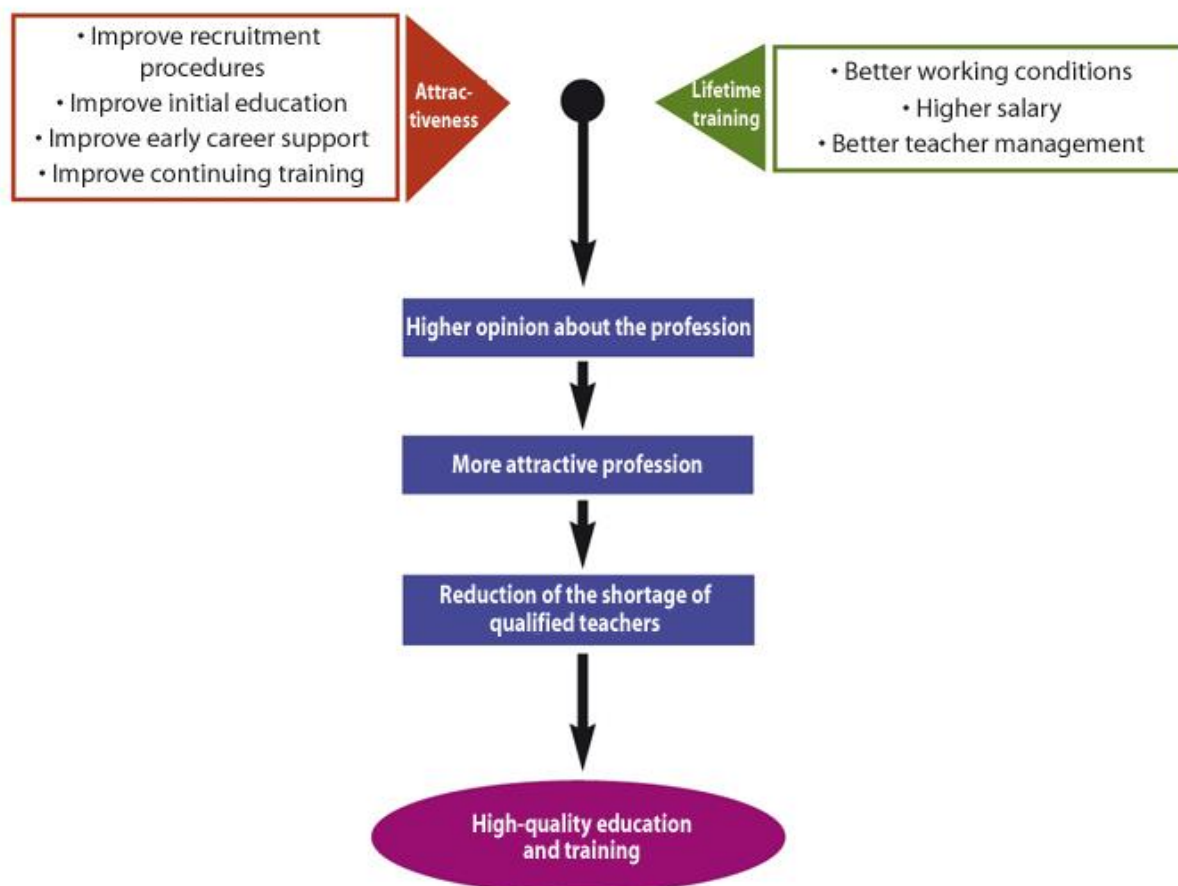 • Improve recruitment
procedures
• Improve initial education
• Improve early career support
• Improve continuing training
Attrac-
tiveness
Lifetime
training
• Better working conditions
• Higher salary
• Better teacher management
Higher opinion about the profession
More attractive profession
Reduction of the shortage of
qualified teachers
High-quality education
and training